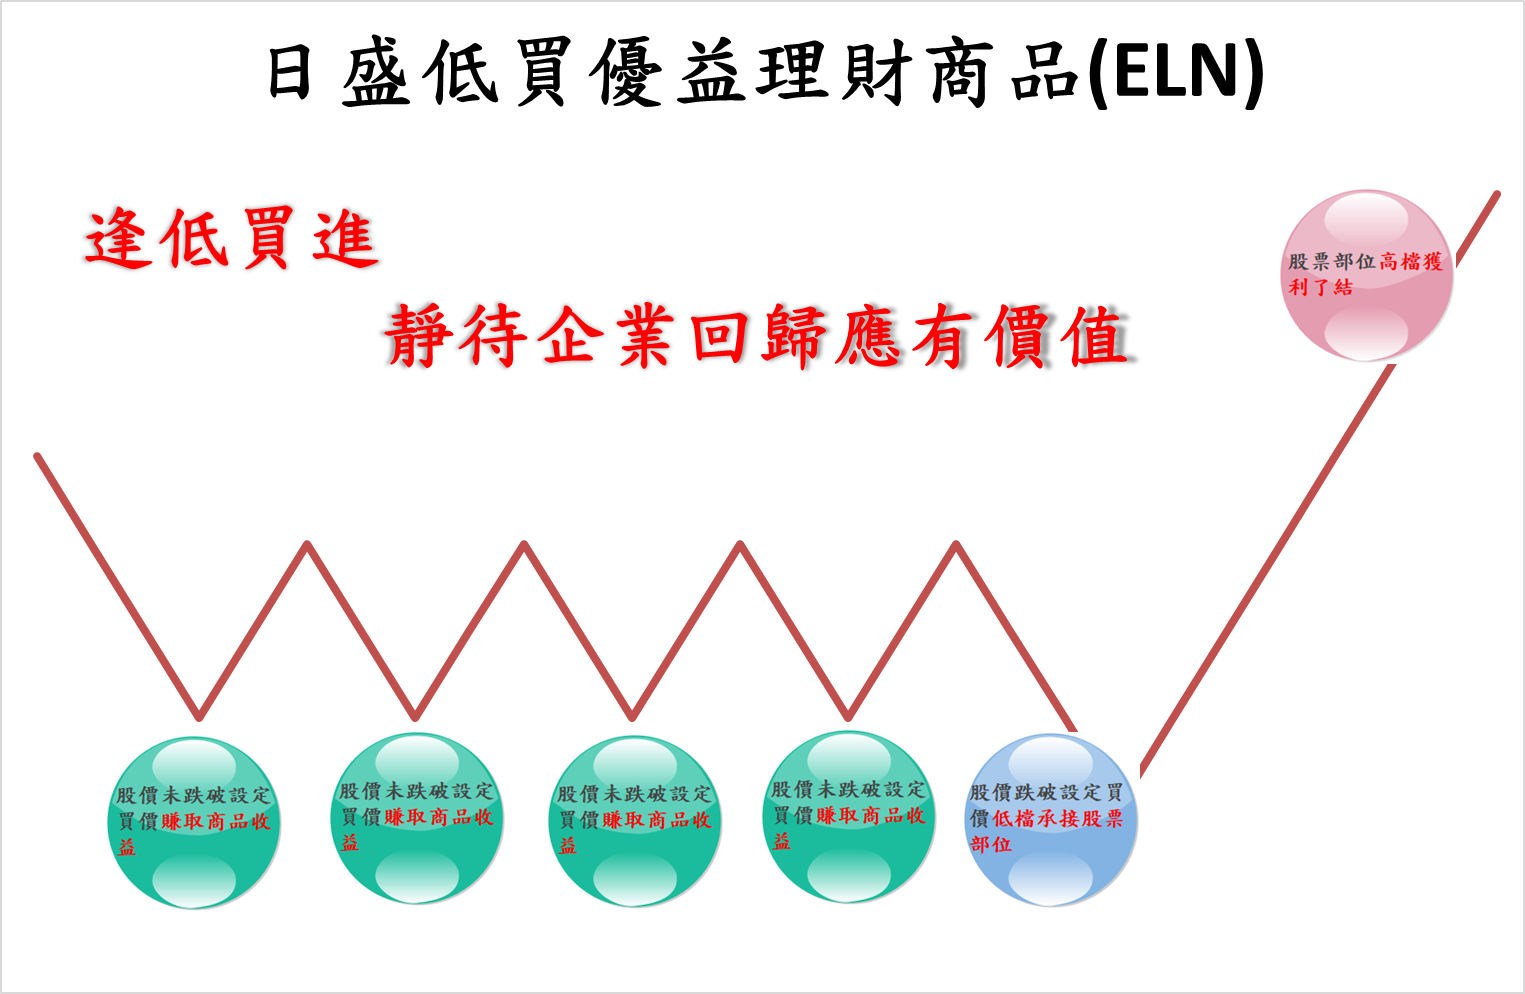 日盛低買優益理財商品(ELN)
逢低買進
靜待企業回歸應有價值
股票部位高檔獲
利了結
股價未跌破設定
買價賺取商品收
益
股價未跌破設定
買價賺取商品收
益
股價未跌破設定
買價賺取商品收
益
股價未跌破設定
買價賺取商品收
益
股價跌破設定買
價低檔承接股票
部位